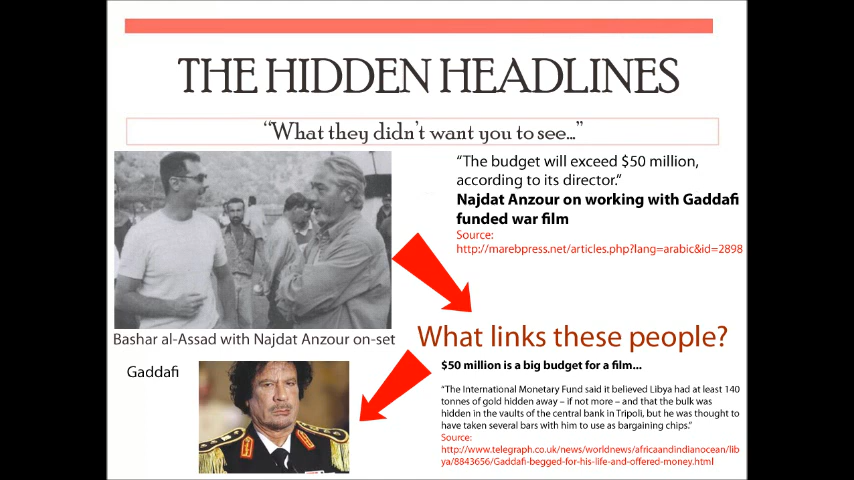 THE HIDDEN HEADLINES
“What they didn’t want you to see...”
“The budget will exceed $50 million,
according to its director.“
Najdat Anzour on working with Gaddafi
funded war film
Source:
http://marebpress.net/articles.php?lang=arabic&id=2898
Bashar al-Assad with Najdat Anzour on-set
What links these people?
Gaddafi
$50 million is a big budget for a film...
“The International Monetary Fund said it believed Libya had at least 140
tonnes of gold hidden away – if not more – and that the bulk was
hidden in the vaults of the central bank in Tripoli, but he was thought to
have taken several bars with him to use as bargaining chips.”
Source:
http://www.telegraph.co.uk/news/worldnews/africaandindianocean/lib
ya/8843656/Gaddafi-begged-for-his-life-and-offered-money.html